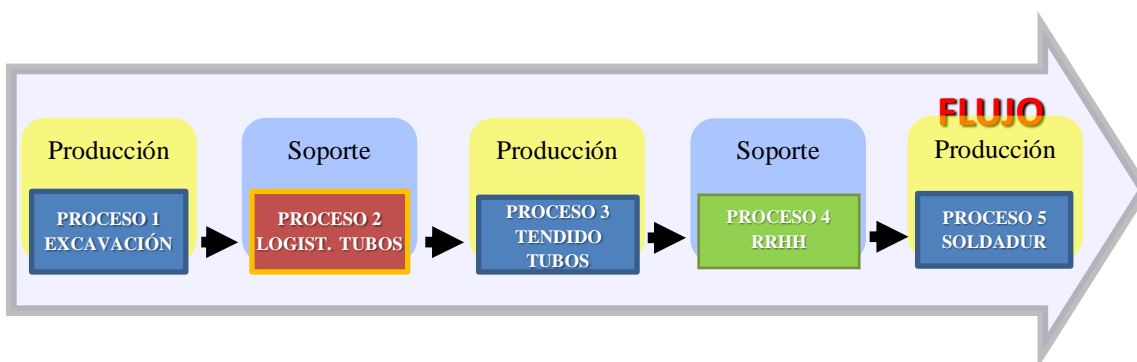 FLUJO
Producción
PROCESO 1
EXCAVACIÓN
Soporte
PROCESO 2
LOGIST. TUBOS
Producción
PROCESO 3
TENDIDO
TUBOS
Soporte
PROCESO 4
RRHH
Producción
PROCESO 5
SOLDADUR